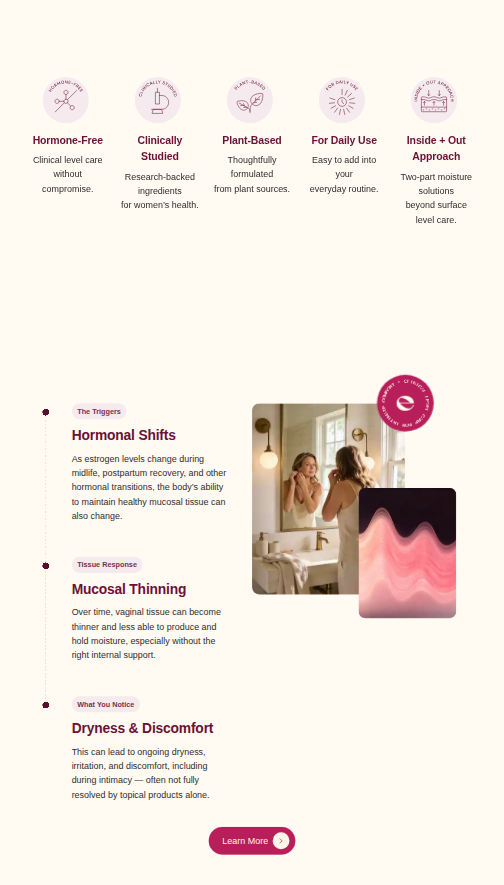 HORMONE-FREE
CLINICALLY STUDIED
PLANT-BASED
FOR DAILY USE
INSIDE + OUT APPROACH
Hormone-Free
Clinical level care
without
compromise.
Clinically
Studied
Research-backed
ingredients
for women's health.
Plant-Based
Thoughtfully
formulated
from plant sources.
For Daily Use
Easy to add into
your
everyday routine.
Inside + Out
Approach
Two-part moisture
solutions
beyond surface
level care.
The Triggers
Hormonal Shifts
As estrogen levels change during
midlife, postpartum recovery, and other
hormonal transitions, the body's ability
to maintain healthy mucosal tissue can
also change.
Tissue Response
Mucosal Thinning
Over time, vaginal tissue can become
thinner and less able to produce and
hold moisture, especially without the
right internal support.
What You Notice
Dryness & Discomfort
This can lead to ongoing dryness,
irritation, and discomfort, including
during intimacy — often not fully
resolved by topical products alone.
Learn More